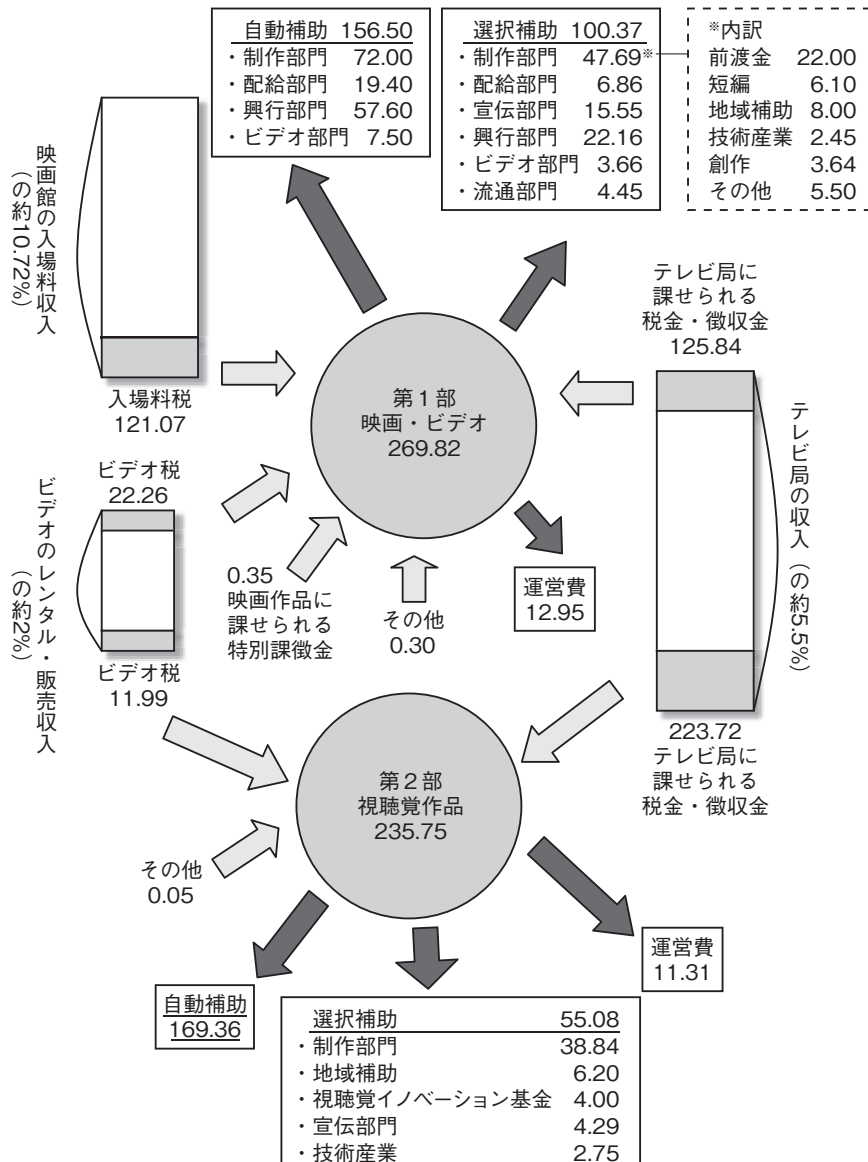 自動補助 156.50
・制作部門 72.00
・配給部門 19.40
・興行部門 57.60
・ビデオ部門 7.50
選択補助 100.37
・制作部門 47.69※
・配給部門 6.86
・宣伝部門 15.55
・興行部門 22.16
・ビデオ部門 3.66
・流通部門 4.45
※内訳
前渡金 22.00
短編 6.10
地域補助 8.00
技術産業 2.45
創作 3.64
その他 5.50
映画館の入場料収入
(の約10.72%)
入場料税
121.07
テレビ局に
課せられる
税金・徴収金
125.84
第1部
映画・ビデオ
269.82
テレビ局の収入(の約5.5%)
ビデオのレンタル・販売収入
(の約2%)
ビデオ税
22.26
0.35
映画作品に
課せられる
特別課徴金
その他
0.30
運営費
12.95
ビデオ税
11.99
223.72
テレビ局に
課せられる
税金・徴収金
第2部
視聴覚作品
235.75
その他
0.05
運営費
11.31
自動補助
169.36
選択補助 55.08
・制作部門 38.84
・地域補助 6.20
・視聴覚イノベーション基金 4.00
・宣伝部門 4.29
・技術産業 2.75